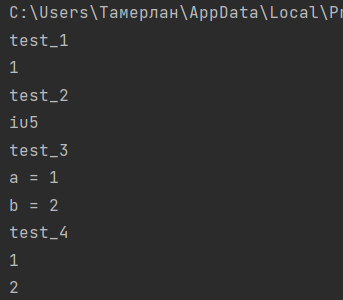 C:\Users\Тамерлан\AppData\Local\Pr
test_1
1
test_2
iu5
test_3
a = 1
b = 2
test_4
1
2